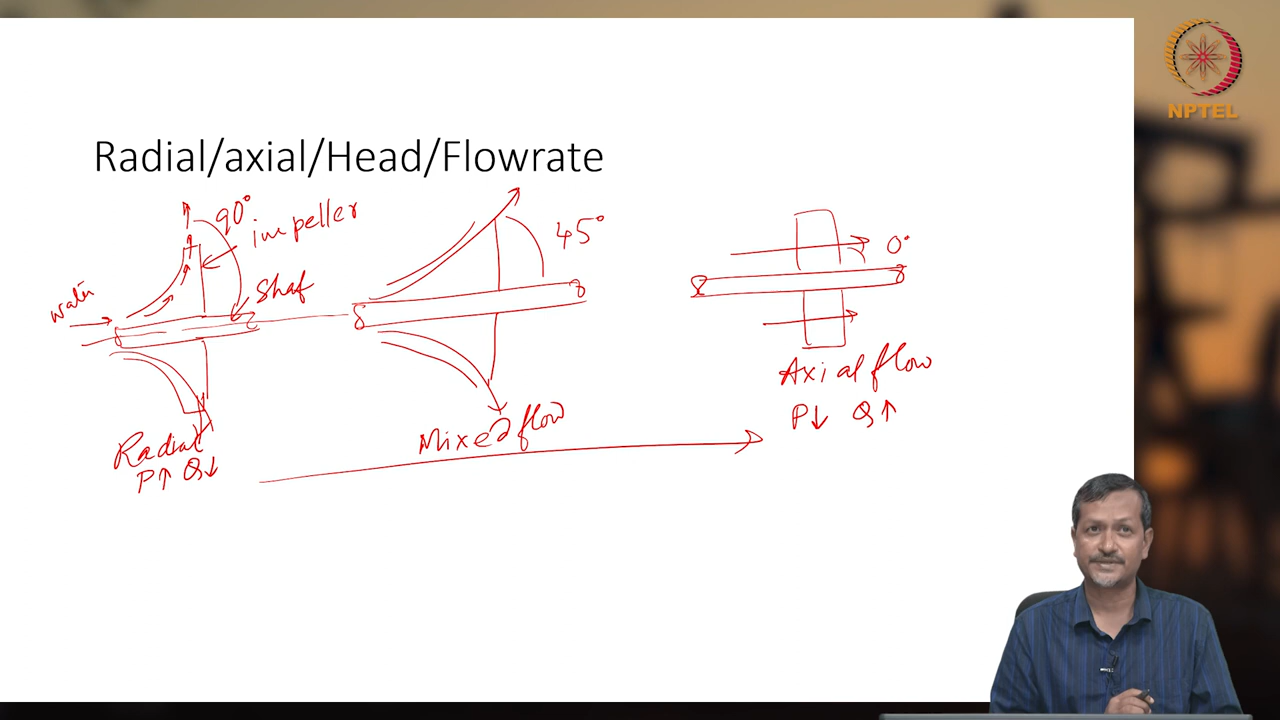 NPTEL
Radial/axial/Head/Flowrate
90°
impeller
water
Shaf
Radial
P↑ Q↓
45°
Mixed flow
0°
Axial flow
P↓ Q↑